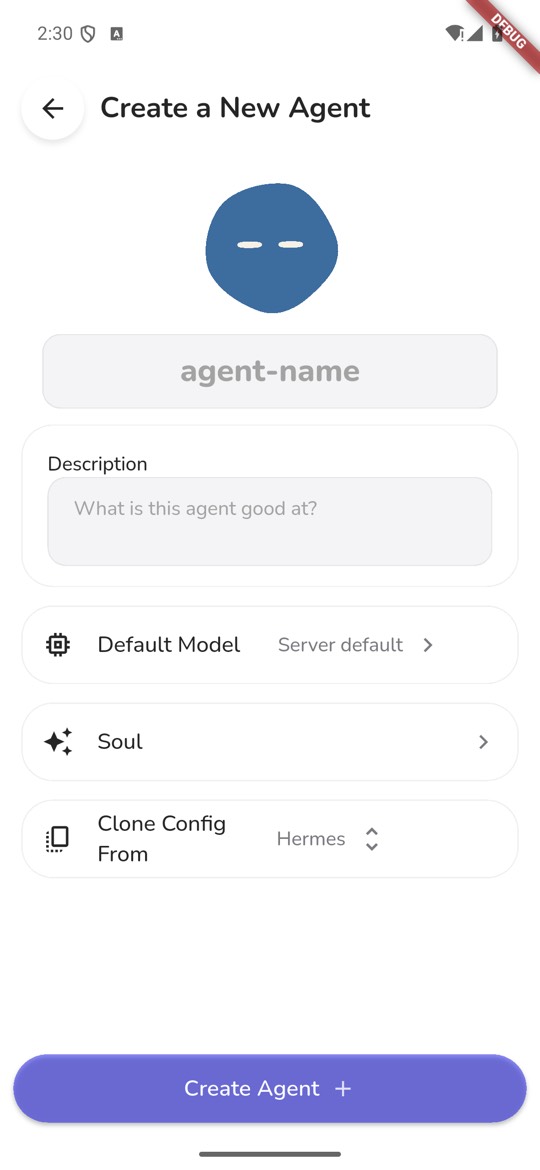 2:30
DEBUG
Create a New Agent
agent-name
Description
What is this agent good at?
Default Model Server default
Soul
Clone Config
From
Hermes
Create Agent +